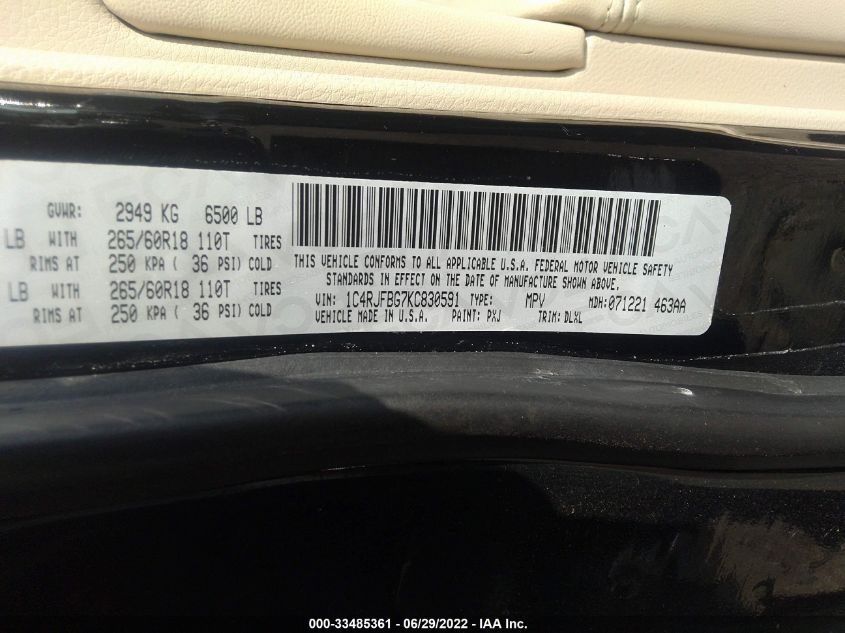 GVWR: 2949 KG 6500 LB
LB WITH 265/60R18 110T TIRES
RIMS AT 250 KPA ( 36 PSI) COLD
LB WITH 265/60R18 110T TIRES
RIMS AT 250 KPA ( 36 PSI) COLD
THIS VEHICLE CONFORMS TO ALL APPLICABLE U.S.A. FEDERAL MOTOR VEHICLE SAFETY
STANDARDS IN EFFECT ON THE DATE OF MANUFACTURE SHOWN ABOVE.
VIN: 1C4RJFBG7KC830591 TYPE: MPV MDH:071221 463AA
VEHICLE MADE IN U.S.A. PAINT: PXJ TRIM: DLXL
000-33485361 - 06/29/2022 - IAA Inc.